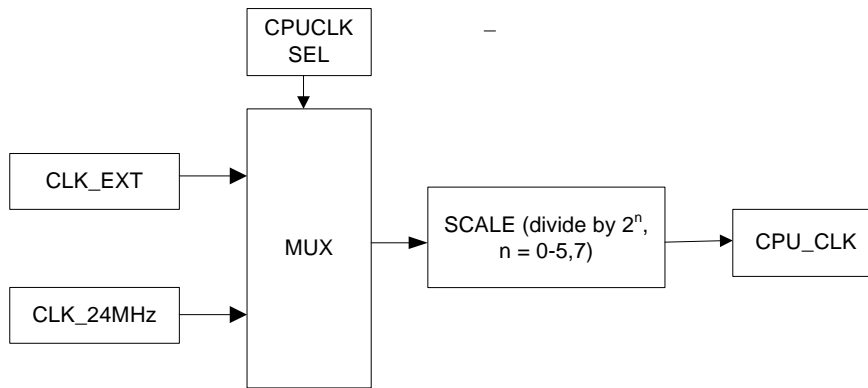 CPUCLK
SEL
–
CLK_EXT
MUX
SCALE (divide by 2ⁿ,
n = 0-5,7)
CPU_CLK
CLK_24MHz